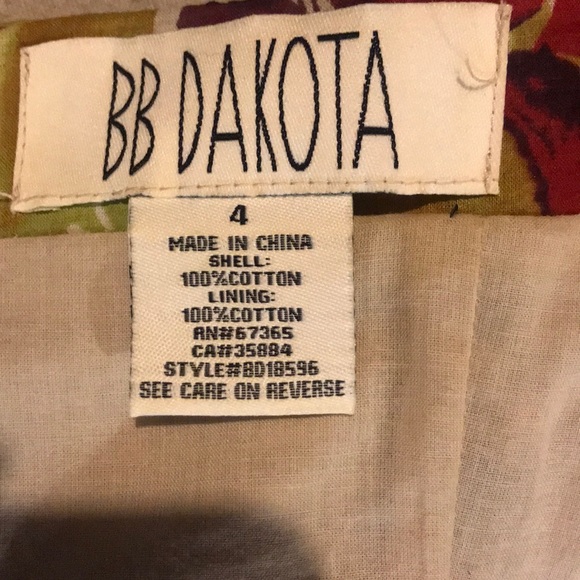 BB DAKOTA
4
MADE IN CHINA
SHELL:
100%COTTON
LINING:
100%COTTON
RN#67365
CA#35884
STYLE#BD18596
SEE CARE ON REVERSE